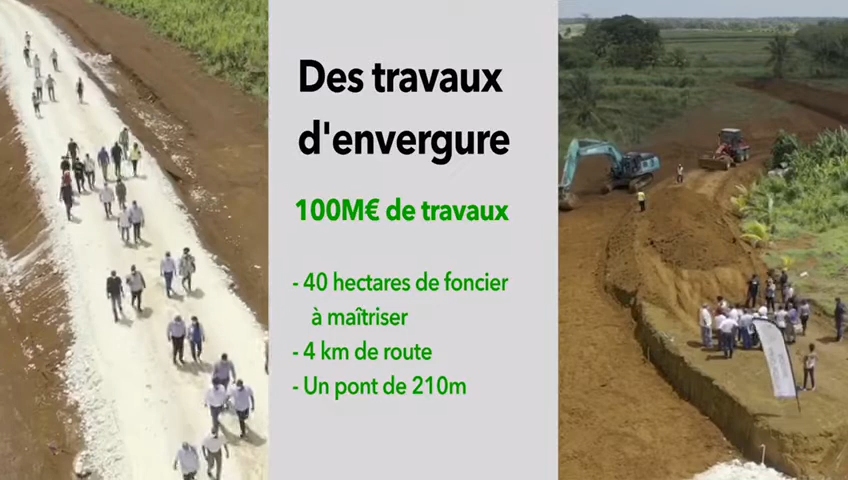 Des travaux
d'envergure
100M€ de travaux
- 40 hectares de foncier
à maîtriser
- 4 km de route
- Un pont de 210m